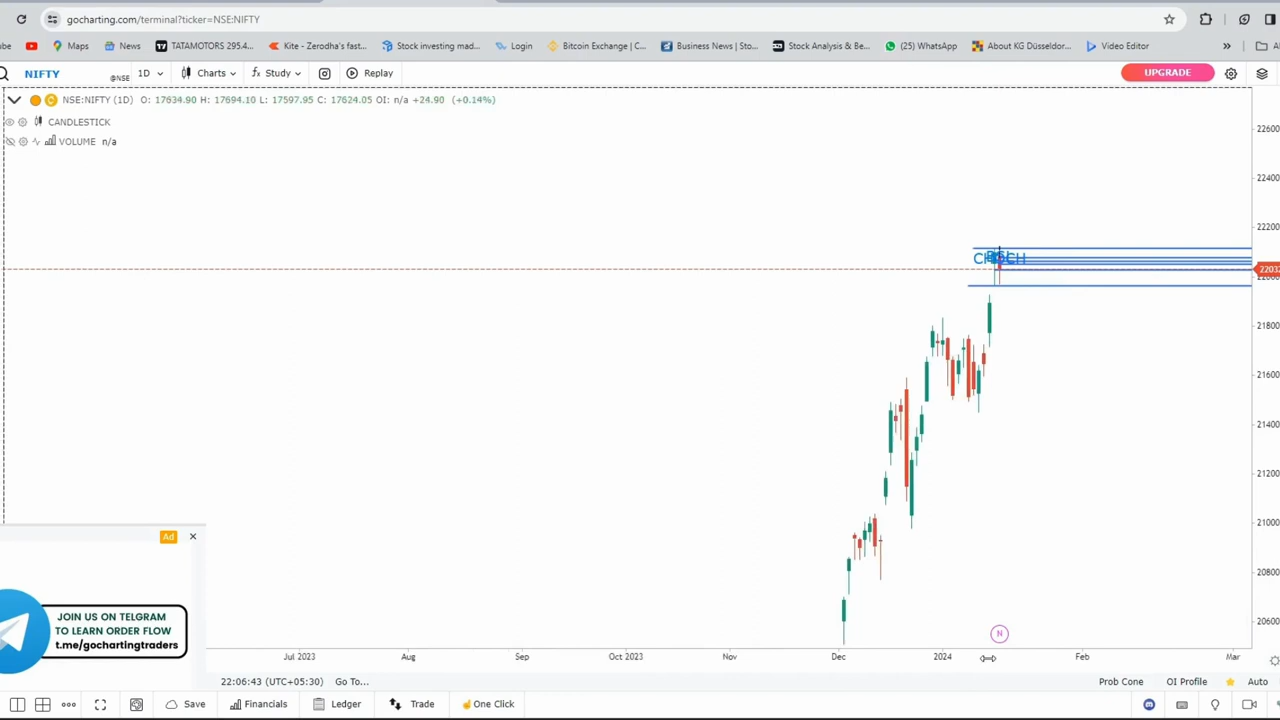 gocharting.com/terminal?ticker=NSE:NIFTY
Maps
News
TATAMOTORS 295.4...
Kite - Zerodha's fast...
Stock investing mad...
Login
Bitcoin Exchange | C...
Business News | Sto...
Stock Analysis & Be...
(25) WhatsApp
About KG Düsseldor...
Video Editor
NIFTY
@NSE
1D
Charts
Study
Replay
UPGRADE
NSE:NIFTY (1D) O: 17634.90 H: 17694.10 L: 17597.95 C: 17624.05 OI: n/a +24.90 (+0.14%)
CANDLESTICK
VOLUME n/a
22600
22400
22200
22032
22000
21800
21600
21400
21200
21000
20800
20600
Ad
JOIN US ON TELGRAM
TO LEARN ORDER FLOW
t.me/gochartingtraders
N
Jul 2023
Aug
Sep
Oct 2023
Nov
Dec
2024
Feb
Mar
22:06:43 (UTC+05:30)
Go To...
Prob Cone
OI Profile
Auto
Save
Financials
Ledger
Trade
One Click